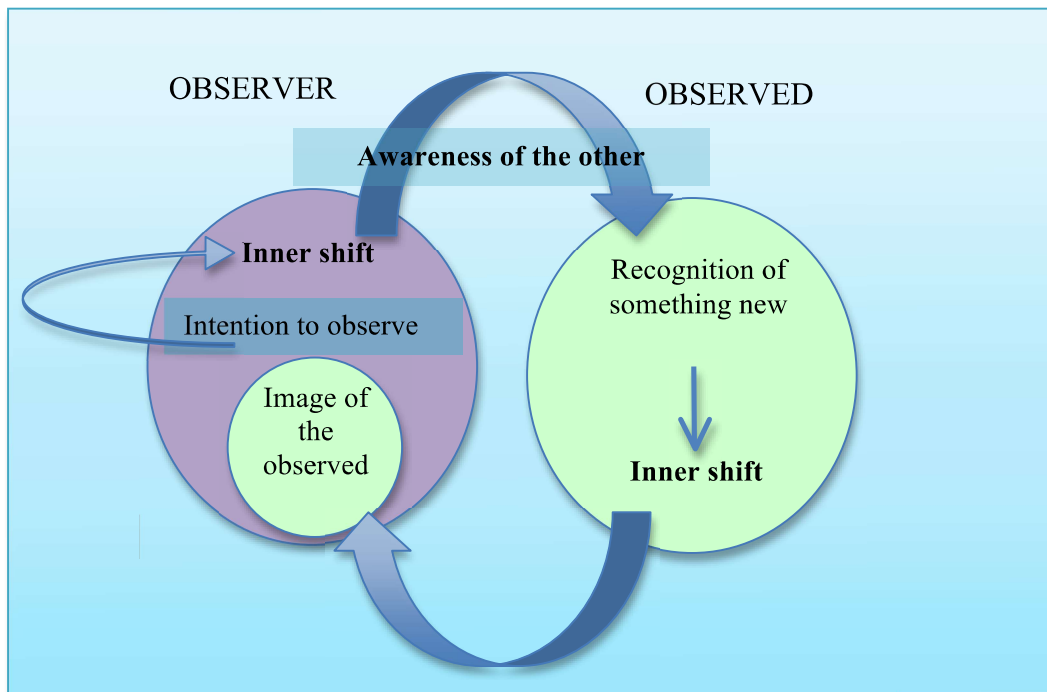 OBSERVER
OBSERVED
Awareness of the other
Inner shift
Intention to observe
Image of
the
observed
Recognition of
something new
Inner shift